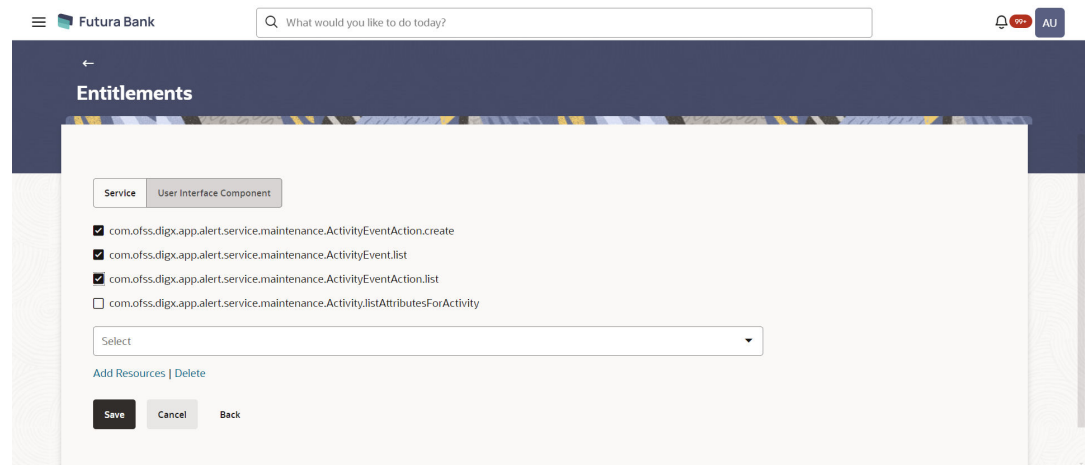 Futura Bank
What would you like to do today?
99+
AU
Entitlements
Service
User Interface Component
com.ofss.digx.app.alert.service.maintenance.ActivityEventAction.create
com.ofss.digx.app.alert.service.maintenance.ActivityEvent.list
com.ofss.digx.app.alert.service.maintenance.ActivityEventAction.list
com.ofss.digx.app.alert.service.maintenance.Activity.listAttributesForActivity
Select
Add Resources | Delete
Save
Cancel
Back